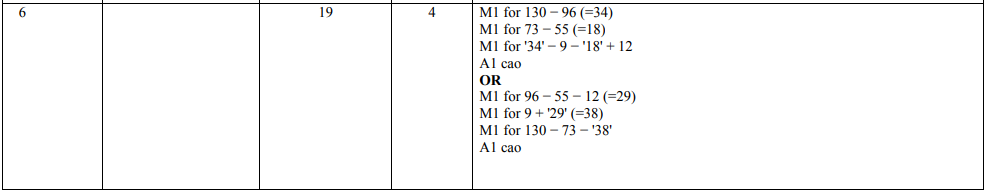 6 19 4 M1 for 130 − 96 (=34)
M1 for 73 − 55 (=18)
M1 for '34' − 9 − '18' + 12
A1 cao
OR
M1 for 96 − 55 − 12 (=29)
M1 for 9 + '29' (=38)
M1 for 130 − 73 − '38'
A1 cao